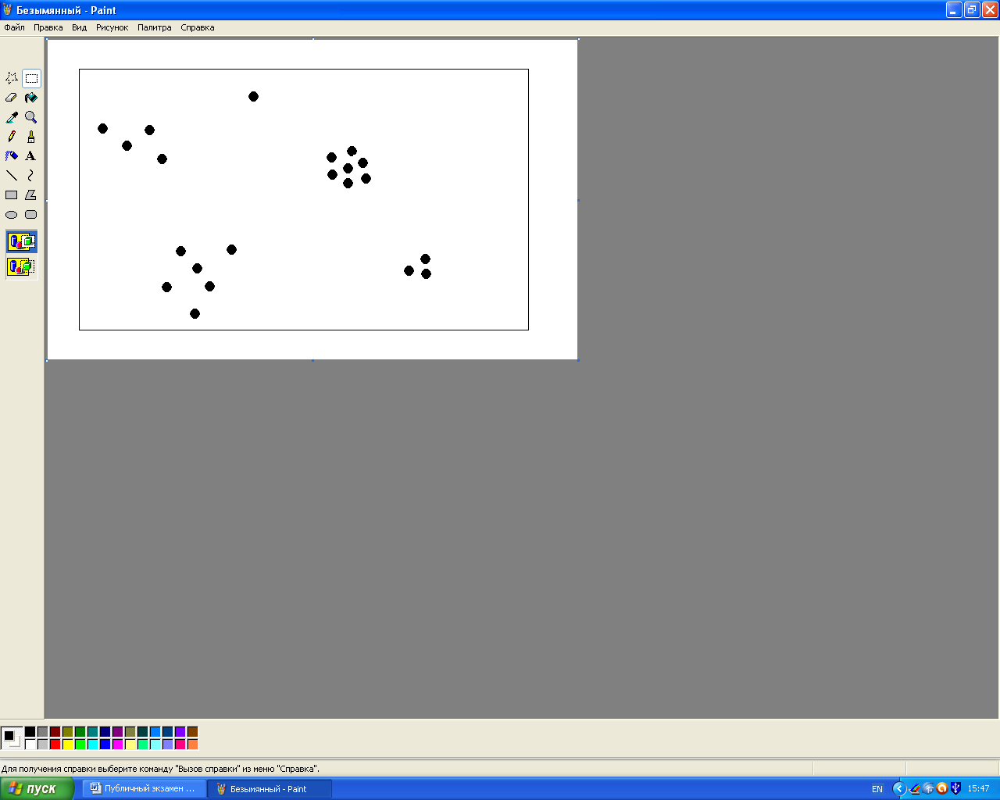 Безымянный - Paint
Файл Правка Вид Рисунок Палитра Справка
A
Для получения справки выберите команду "Вызов справки" из меню "Справка".
пуск Публичный экзамен ... Безымянный - Paint EN 15:47